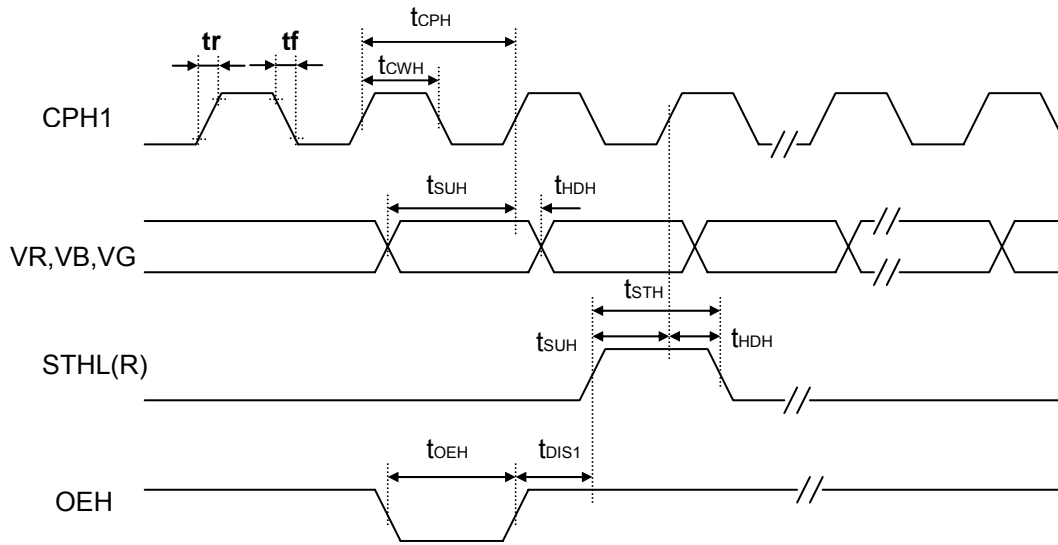 tCPH
tr tf tCWH
CPH1
tSUH tHDH
VR,VB,VG
tSTH
tSUH tHDH
STHL(R)
tOEH tDIS1
OEH